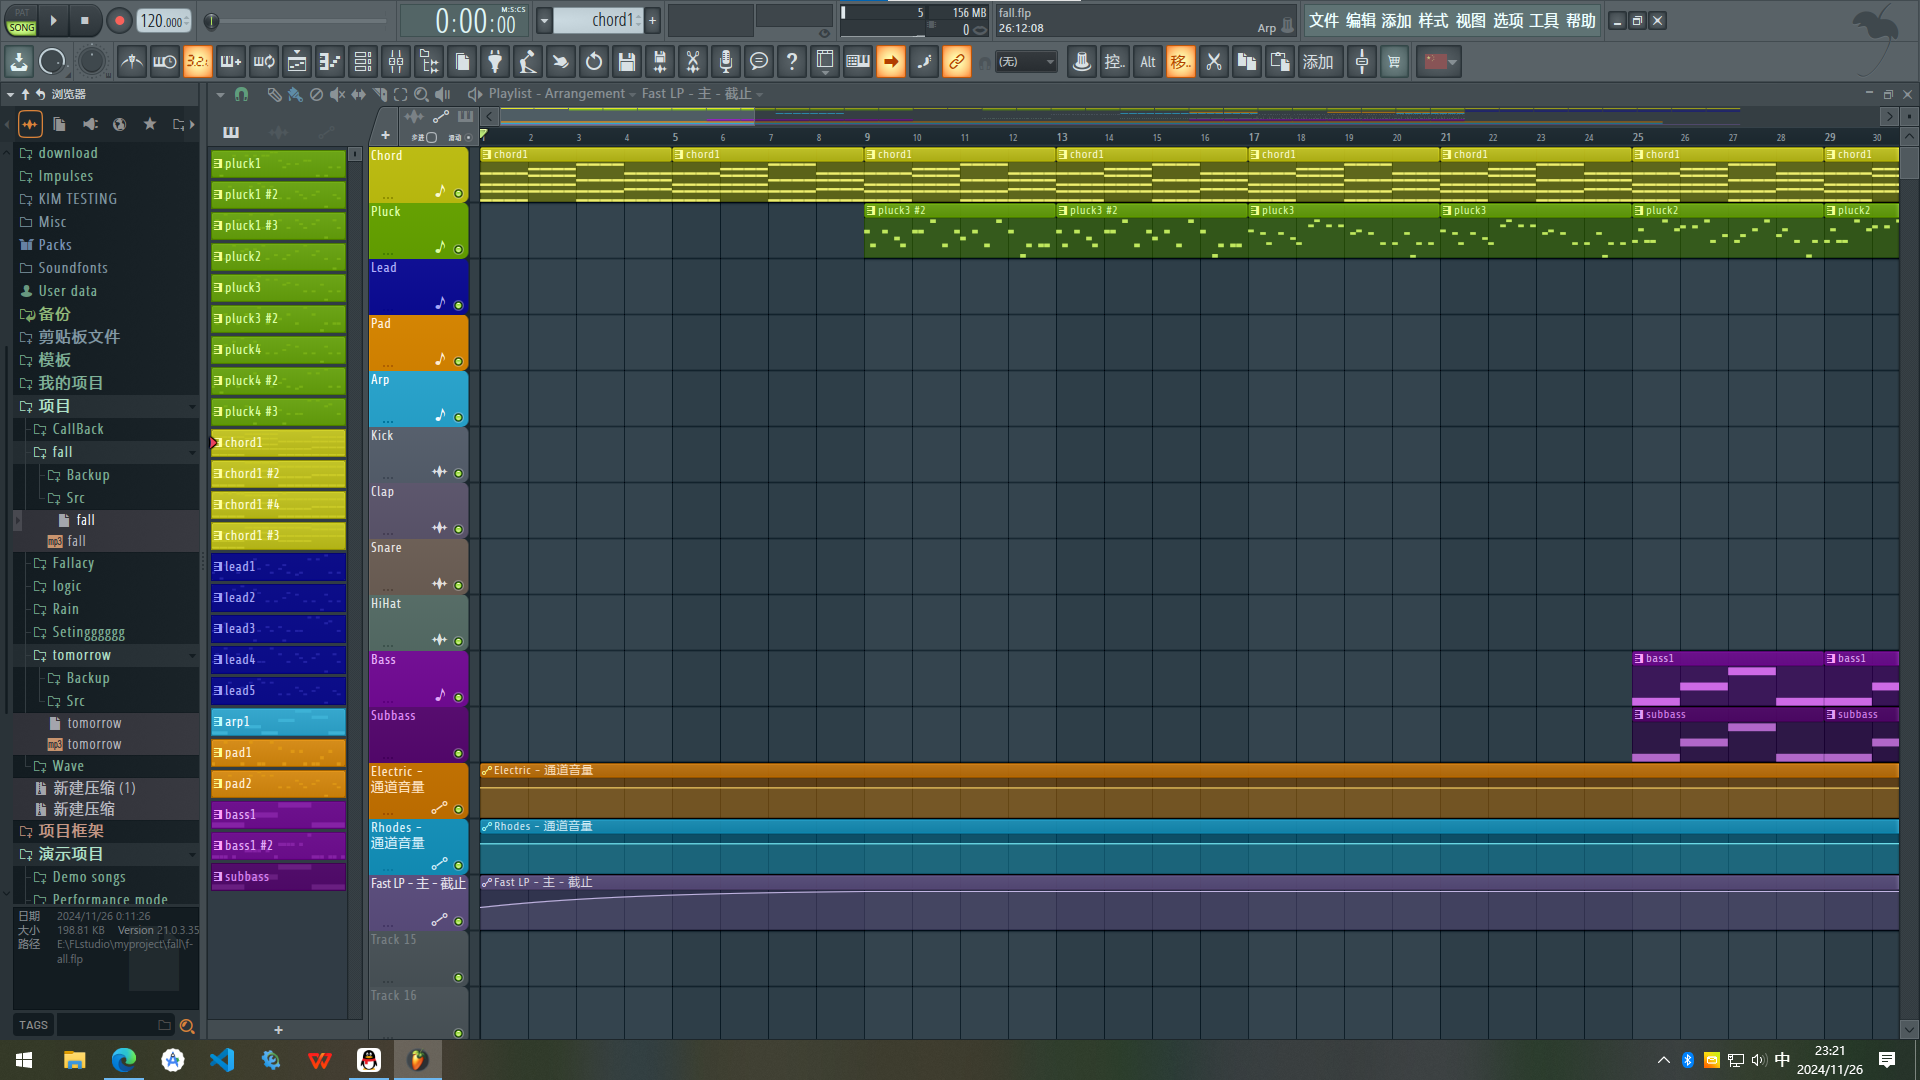 PAT
SONG
120.000
0:00:00
M:S:CS
chord1
5
156 MB
0
fall.flp
26:12:08
Arp
文件 编辑 添加 样式 视图 选项 工具 帮助
(无)
控..
Alt
移..
添加
浏览器
Playlist - Arrangement
Fast LP - 主 - 截止
download
Impulses
KIM TESTING
Misc
Packs
Soundfonts
User data
备份
剪贴板文件
模板
我的项目
项目
CallBack
fall
Backup
Src
fall
mp3 fall
Fallacy
logic
Rain
Setingggggg
tomorrow
Backup
Src
tomorrow
mp3 tomorrow
Wave
新建压缩 (1)
新建压缩
项目框架
演示项目
Demo songs
Performance mode
日期 2024/11/26 0:11:26
大小 198.81 KB Version 21.0.3.35
路径 E:\FLstudio\myproject\fall\f-
all.flp
TAGS
pluck1
pluck1 #2
pluck1 #3
pluck2
pluck3
pluck3 #2
pluck4
pluck4 #2
pluck4 #3
chord1
chord1 #2
chord1 #4
chord1 #3
lead1
lead2
lead3
lead4
lead5
arp1
pad1
pad2
bass1
bass1 #2
subbass
步进 滑动
2 3 4 5 6 7 8 9 10 11 12 13 14 15 16 17 18 19 20 21 22 23 24 25 26 27 28 29 30
Chord
chord1 chord1 chord1 chord1 chord1 chord1 chord1 chord1
Pluck
pluck3 #2 pluck3 #2 pluck3 pluck3 pluck2 pluck2
Lead
Pad
Arp
Kick
Clap
Snare
HiHat
Bass
bass1 bass1
Subbass
subbass subbass
Electric -
通道音量
Electric - 通道音量
Rhodes -
通道音量
Rhodes - 通道音量
Fast LP - 主 - 截止
Fast LP - 主 - 截止
Track 15
Track 16
中
23:21
2024/11/26